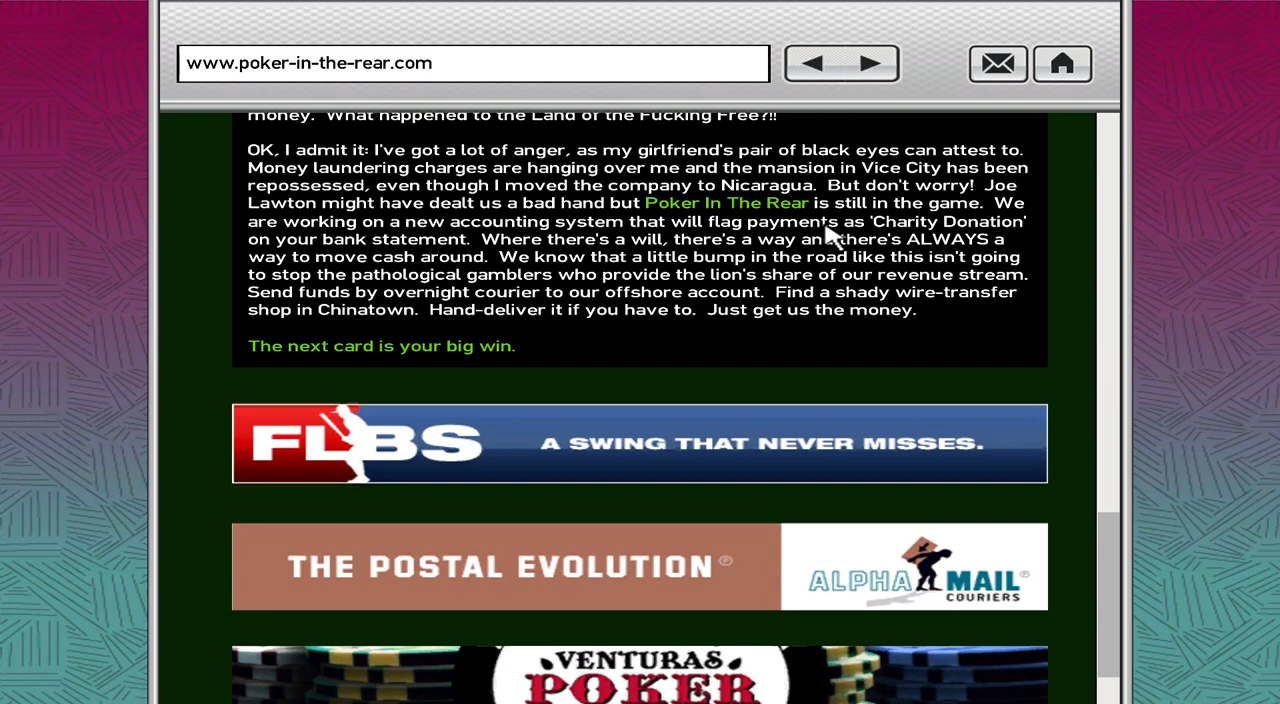 www.poker-in-the-rear.com
money.  What happened to the Land of the Fucking Free?!!
OK, I admit it: I've got a lot of anger, as my girlfriend's pair of black eyes can attest to.
Money laundering charges are hanging over me and the mansion in Vice City has been
repossessed, even though I moved the company to Nicaragua.  But don't worry!  Joe
Lawton might have dealt us a bad hand but Poker In The Rear is still in the game.  We
are working on a new accounting system that will flag payments as 'Charity Donation'
on your bank statement.  Where there's a will, there's a way and there's ALWAYS a
way to move cash around.  We know that a little bump in the road like this isn't going
to stop the pathological gamblers who provide the lion's share of our revenue stream.
Send funds by overnight courier to our offshore account.  Find a shady wire-transfer
shop in Chinatown.  Hand-deliver it if you have to.  Just get us the money.
The next card is your big win.
FLBS A SWING THAT NEVER MISSES.
THE POSTAL EVOLUTION℗
ALPHA MAIL℗
COURIERS
VENTURAS
POKER